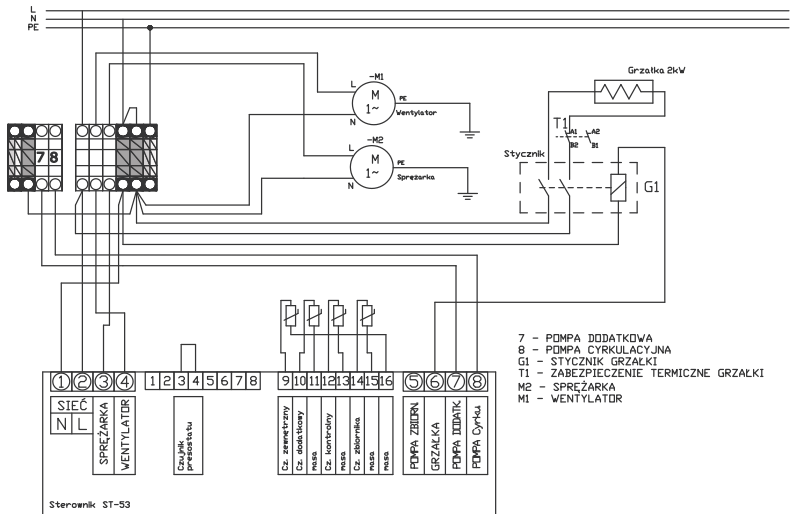 L
N
PE
-M1
L
M
1~
N
PE
Wentylator
-M2
L
M
1~
N
PE
Sprężarka
Grzałka 2kW
T1
A1
A2
B2
B1
Stycznik
G1
7 8
7 - POMPA DODATKOWA
8 - POMPA CYRKULACYJNA
G1 - STYCZNIK GRZAŁKI
T1 - ZABEZPIECZENIE TERMICZNE GRZAŁKI
M2 - SPRĘŻARKA
M1 - WENTYLATOR
1 2 3 4
1 2 3 4 5 6 7 8
9 10 11 12 13 14 15 16
5 6 7 8
SIEĆ
N L
SPRĘŻARKA
WENTYLATOR
Czujnik
presostatu
Cz. zewnętrzny
Cz. dodatkowy
masa
Cz. kontrolny
masa
Cz. zbiornika
masa
masa
POMPA ZBIORN.
GRZAŁKA
POMPA DODATK.
POMPA Cyrku.
Sterownik ST-53